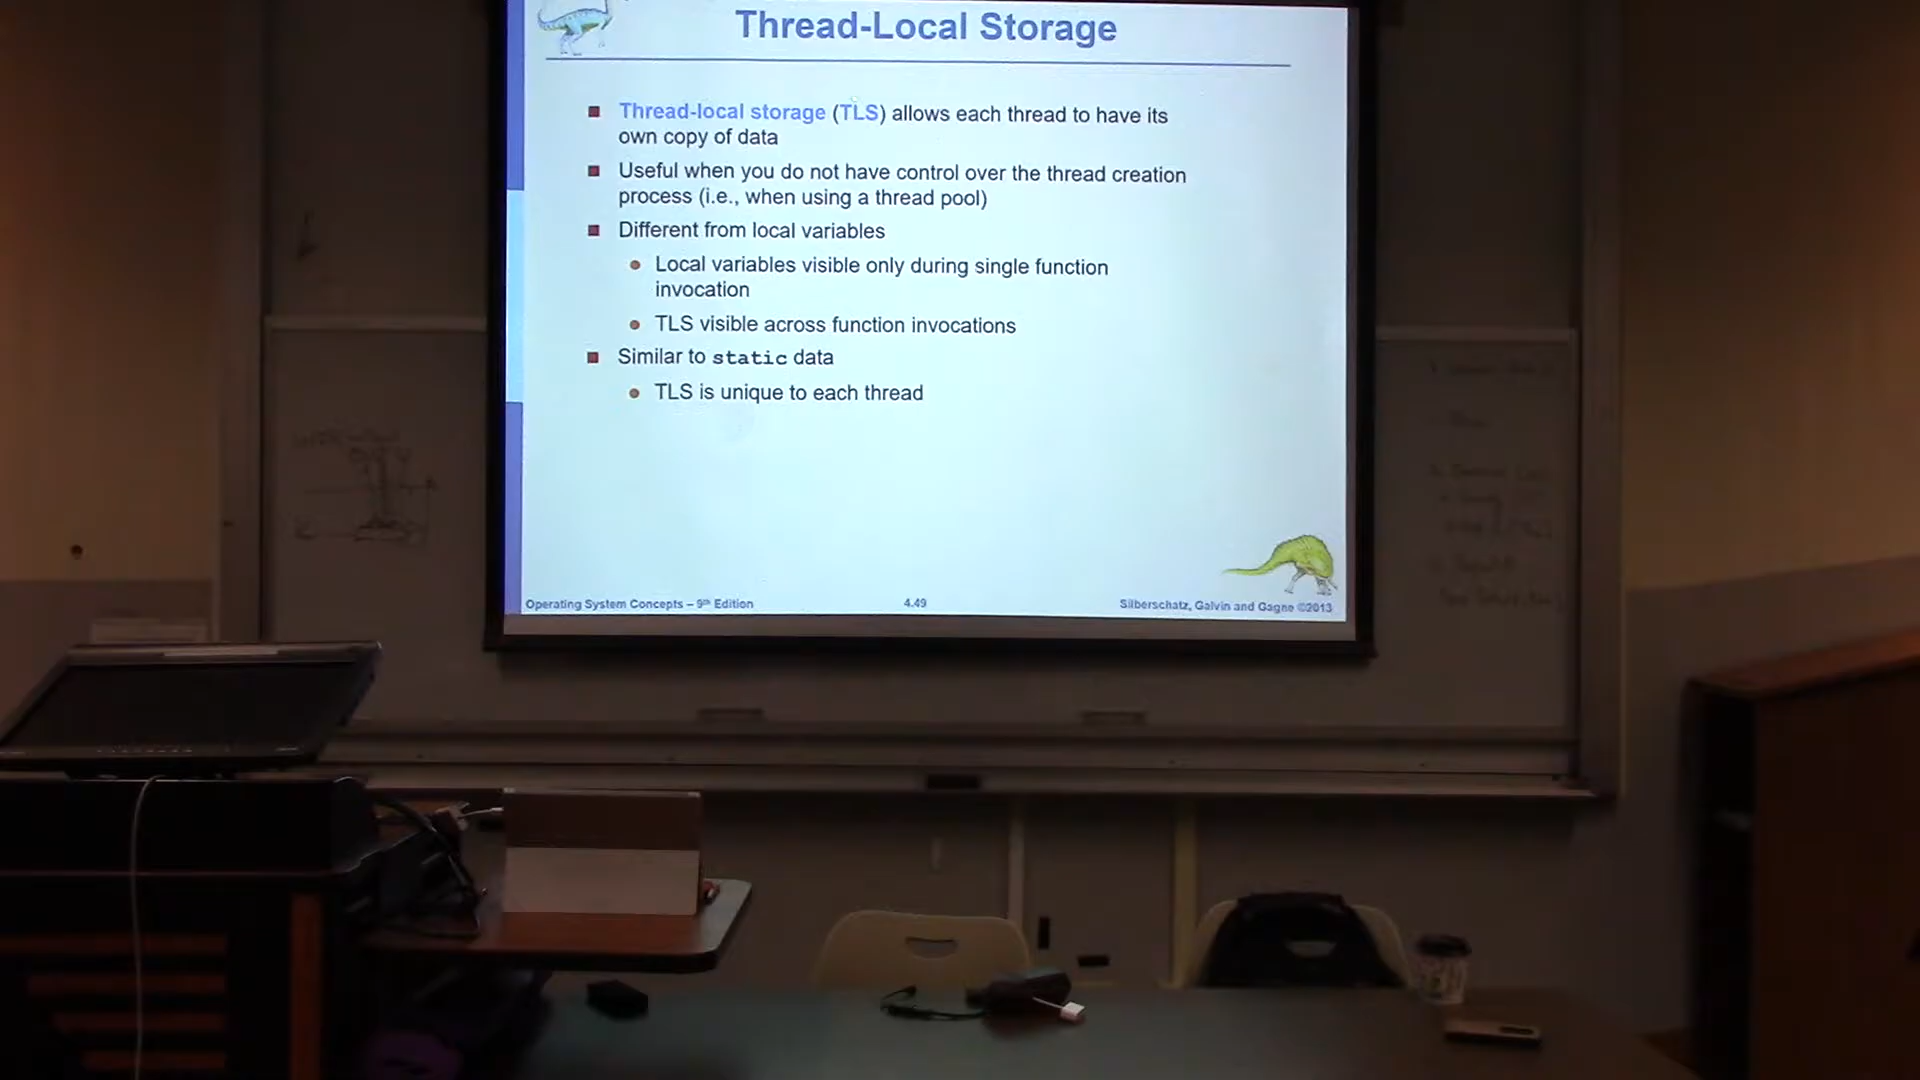 Thread-Local Storage
Thread-local storage (TLS) allows each thread to have its
own copy of data
Useful when you do not have control over the thread creation
process (i.e., when using a thread pool)
Different from local variables
Local variables visible only during single function
invocation
TLS visible across function invocations
Similar to static data
TLS is unique to each thread
Operating System Concepts – 9th Edition
4.49
Silberschatz, Galvin and Gagne ©2013